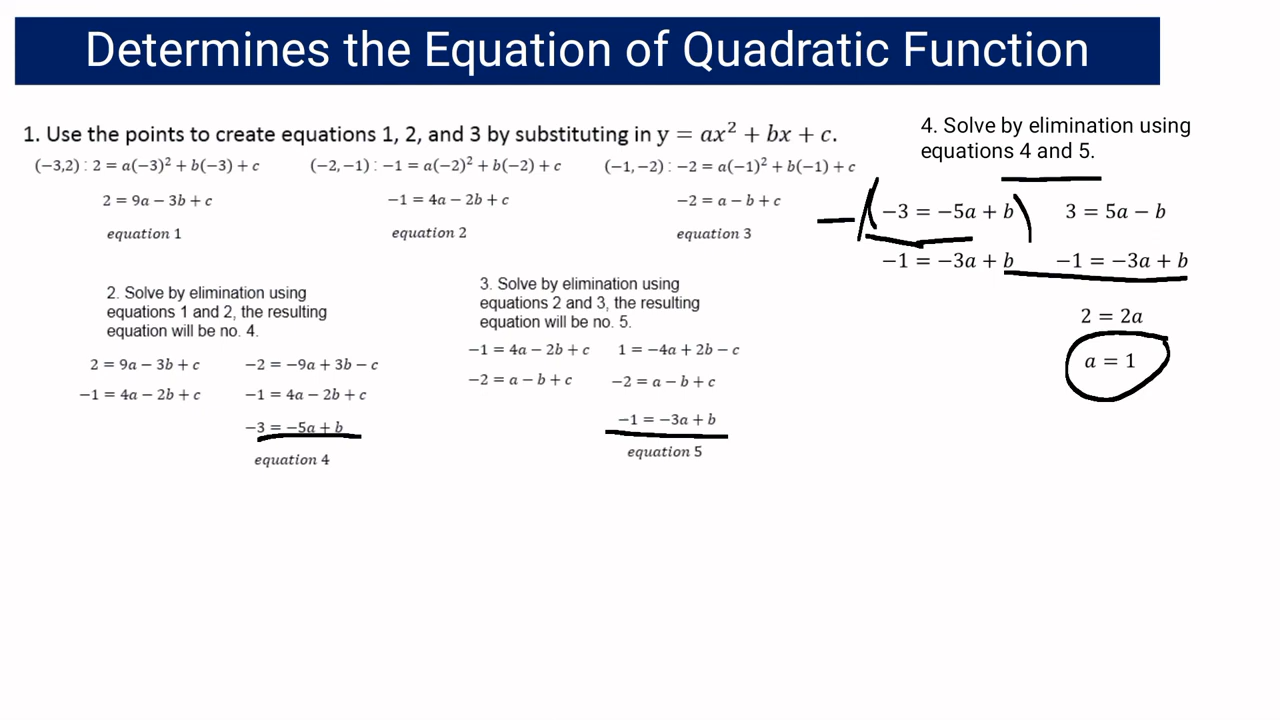 Determines the Equation of Quadratic Function
1. Use the points to create equations 1, 2, and 3 by substituting in y = ax² + bx + c.
(−3,2) : 2 = a(−3)² + b(−3) + c
2 = 9a − 3b + c
equation 1
(−2,−1) : −1 = a(−2)² + b(−2) + c
−1 = 4a − 2b + c
equation 2
(−1,−2) : −2 = a(−1)² + b(−1) + c
−2 = a − b + c
equation 3
2. Solve by elimination using
equations 1 and 2, the resulting
equation will be no. 4.
2 = 9a − 3b + c −2 = −9a + 3b − c
−1 = 4a − 2b + c −1 = 4a − 2b + c
−3 = −5a + b
equation 4
3. Solve by elimination using
equations 2 and 3, the resulting
equation will be no. 5.
−1 = 4a − 2b + c 1 = −4a + 2b − c
−2 = a − b + c −2 = a − b + c
−1 = −3a + b
equation 5
4. Solve by elimination using
equations 4 and 5.
−(−3 = −5a + b) 3 = 5a − b
−1 = −3a + b −1 = −3a + b
2 = 2a
a = 1